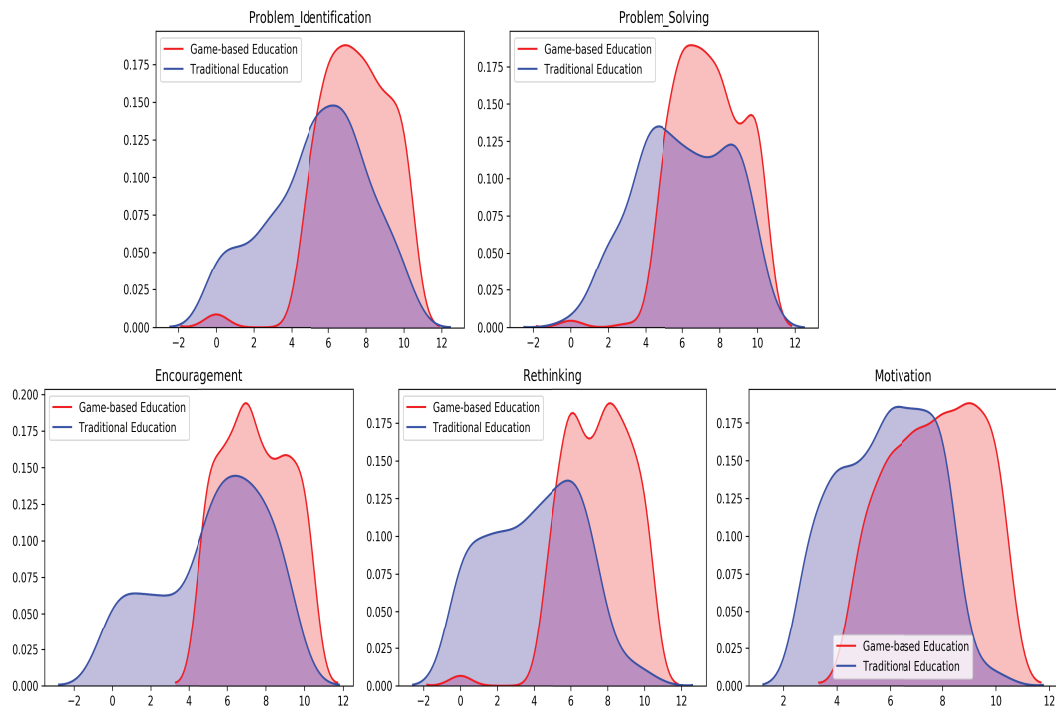 Problem_Identification
Game-based Education
Traditional Education
0.175
0.150
0.125
0.100
0.075
0.050
0.025
0.000
−2 0 2 4 6 8 10 12
Problem_Solving
Game-based Education
Traditional Education
0.175
0.150
0.125
0.100
0.075
0.050
0.025
0.000
−2 0 2 4 6 8 10 12
Encouragement
Game-based Education
Traditional Education
0.200
0.175
0.150
0.125
0.100
0.075
0.050
0.025
0.000
−2 0 2 4 6 8 10 12
Rethinking
Game-based Education
Traditional Education
0.175
0.150
0.125
0.100
0.075
0.050
0.025
0.000
−2 0 2 4 6 8 10 12
Motivation
0.175
0.150
0.125
0.100
0.075
0.050
0.025
0.000
Game-based Education
Traditional Education
2 4 6 8 10 12